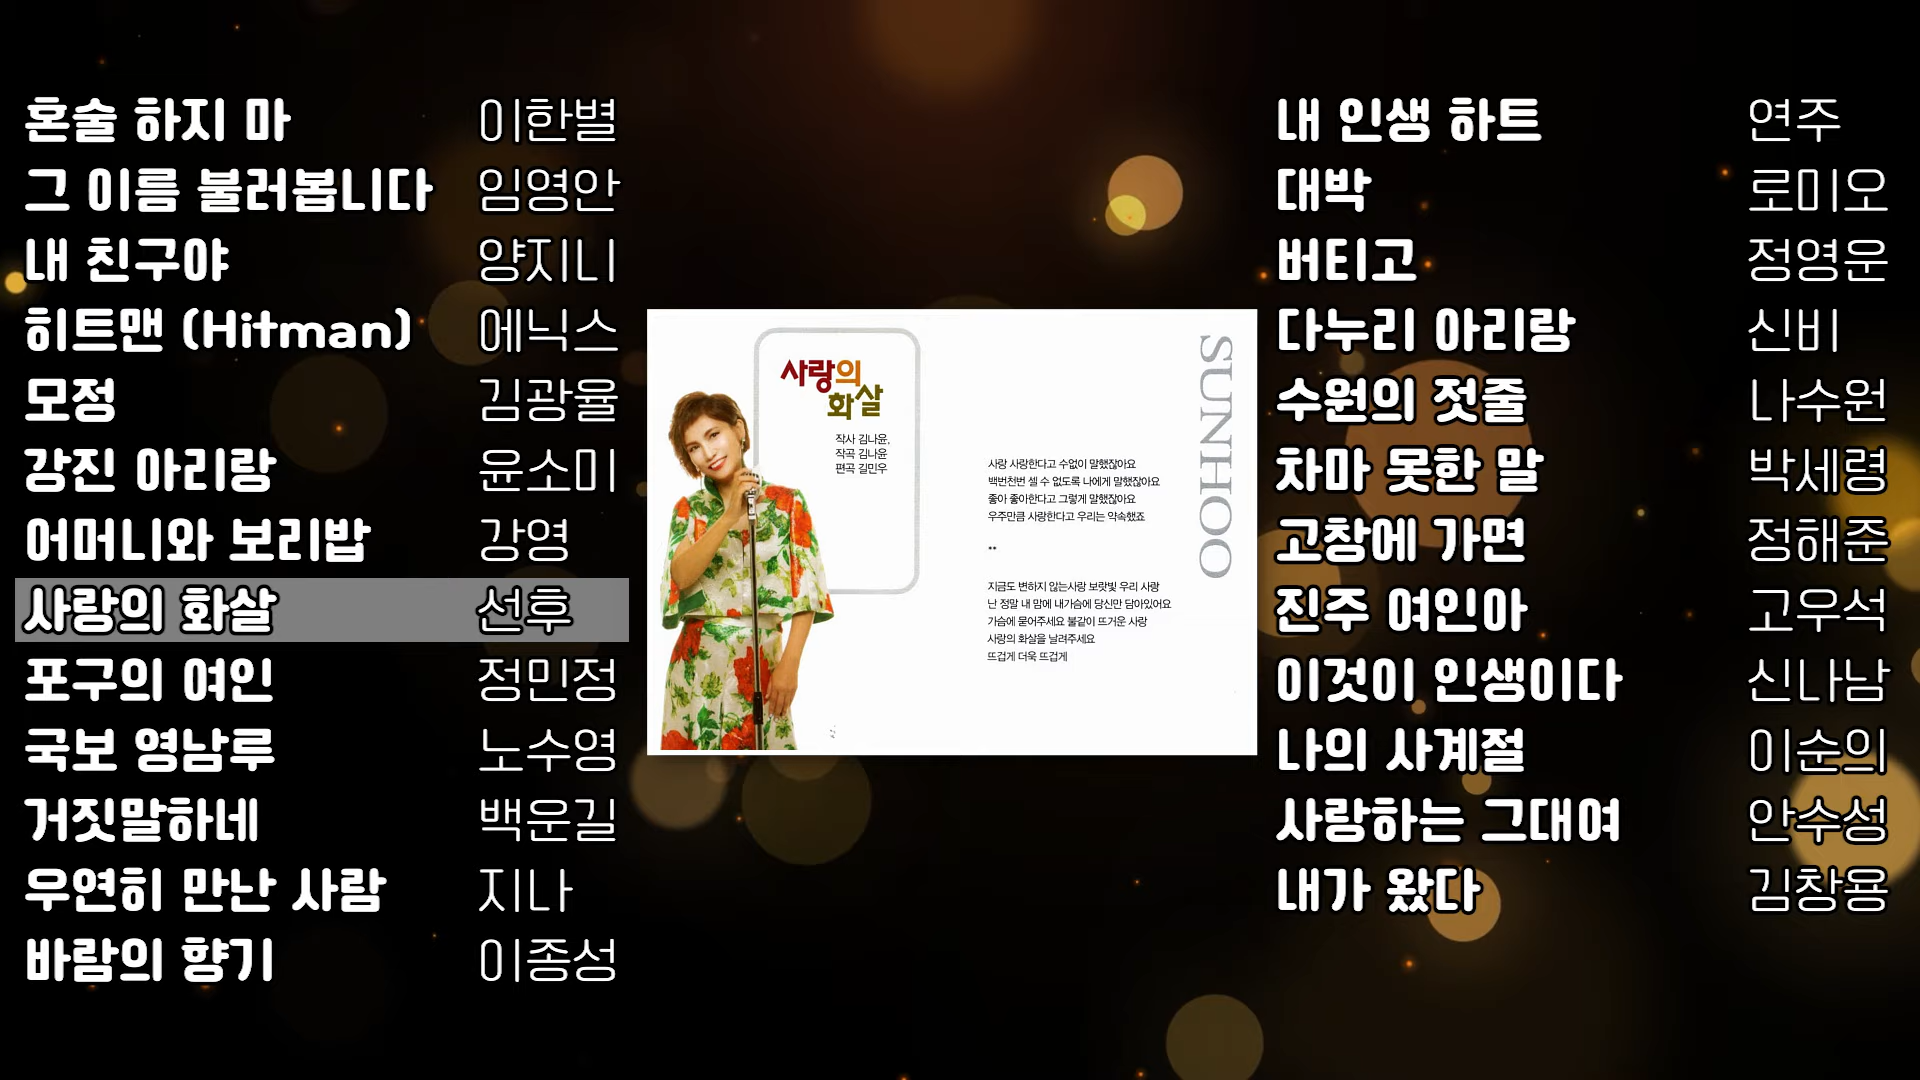 혼술 하지 마 이한별
그 이름 불러봅니다 임영안
내 친구야 양지니
히트맨 (Hitman) 에닉스
모정 김광율
강진 아리랑 윤소미
어머니와 보리밥 강영
사랑의 화살 선후
포구의 여인 정민정
국보 영남루 노수영
거짓말하네 백운길
우연히 만난 사람 지나
바람의 향기 이종성
사랑의
화살
작사 김나윤,
작곡 김나윤
편곡 길민우
사랑 사랑한다고 수없이 말했잖아요
백번천번 셀 수 없도록 나에게 말했잖아요
좋아 좋아한다고 그렇게 말했잖아요
우주만큼 사랑한다고 우리는 약속했죠
**
지금도 변하지 않는사랑 보랏빛 우리 사랑
난 정말 내 맘에 내가슴에 당신만 담아있어요
가슴에 묻어주세요 불같이 뜨거운 사랑
사랑의 화살을 날려주세요
뜨겁게 더욱 뜨겁게
SUNHOO
내 인생 하트 연주
대박 로미오
버티고 정영운
다누리 아리랑 신비
수원의 젓줄 나수원
차마 못한 말 박세령
고창에 가면 정해준
진주 여인아 고우석
이것이 인생이다 신나남
나의 사계절 이순의
사랑하는 그대여 안수성
내가 왔다 김창용